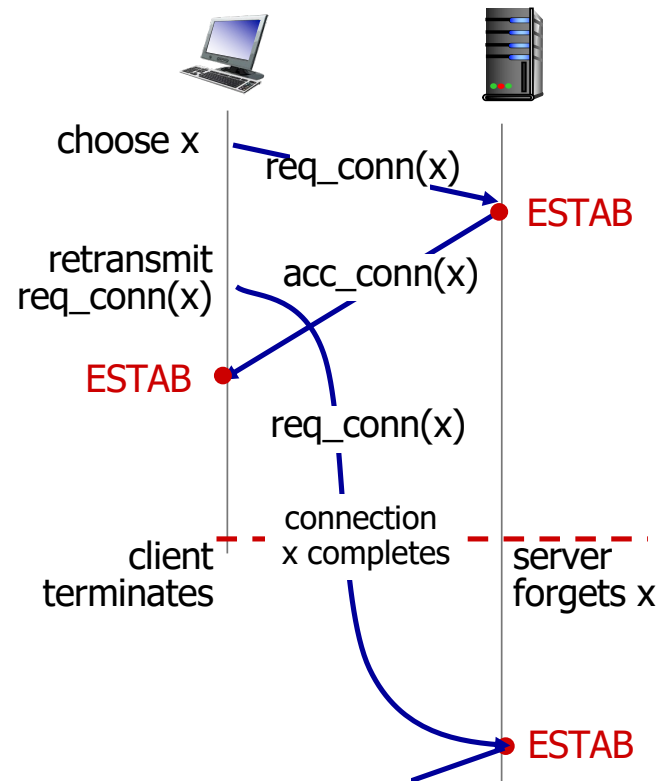 choose x
req_conn(x)
ESTAB
retransmit
req_conn(x)
acc_conn(x)
ESTAB
req_conn(x)
connection
x completes
client
terminates
server
forgets x
ESTAB